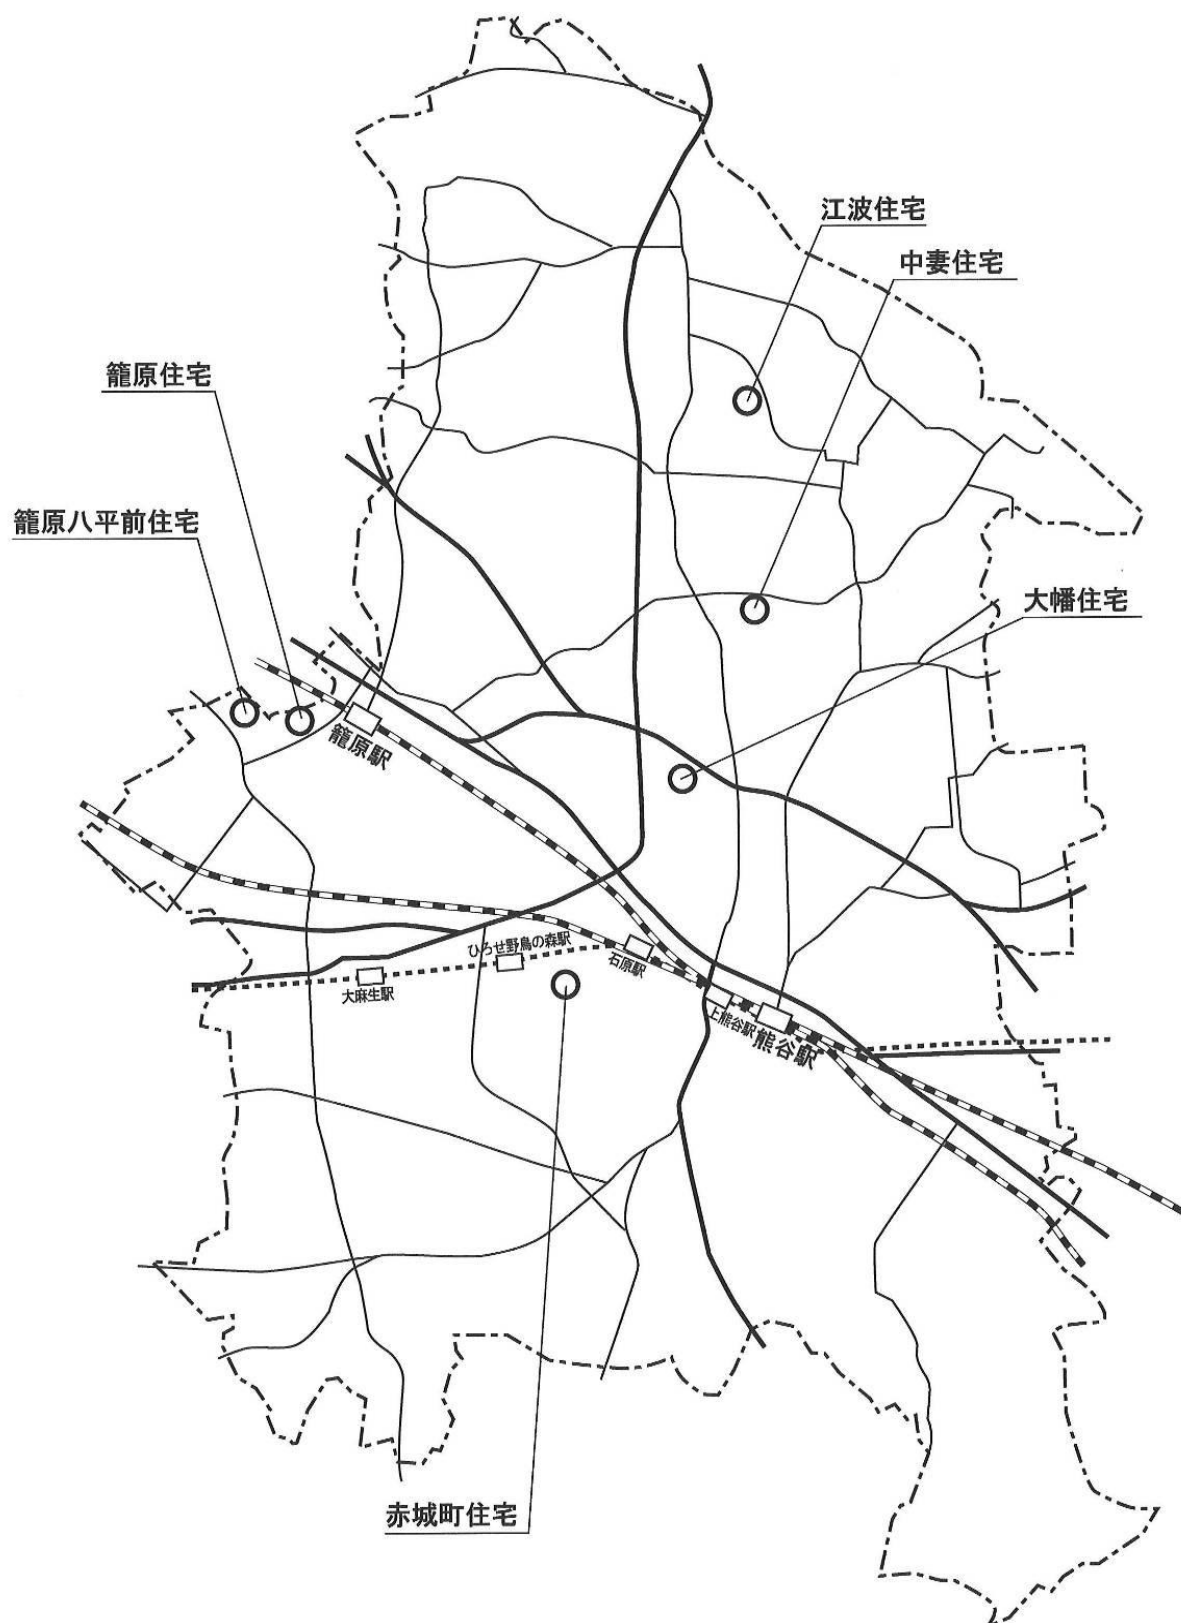 江波住宅
中妻住宅
籠原住宅
籠原八平前住宅
大幡住宅
籠原駅
ひろせ野鳥の森駅
石原駅
大麻生駅
上熊谷駅
熊谷駅
赤城町住宅